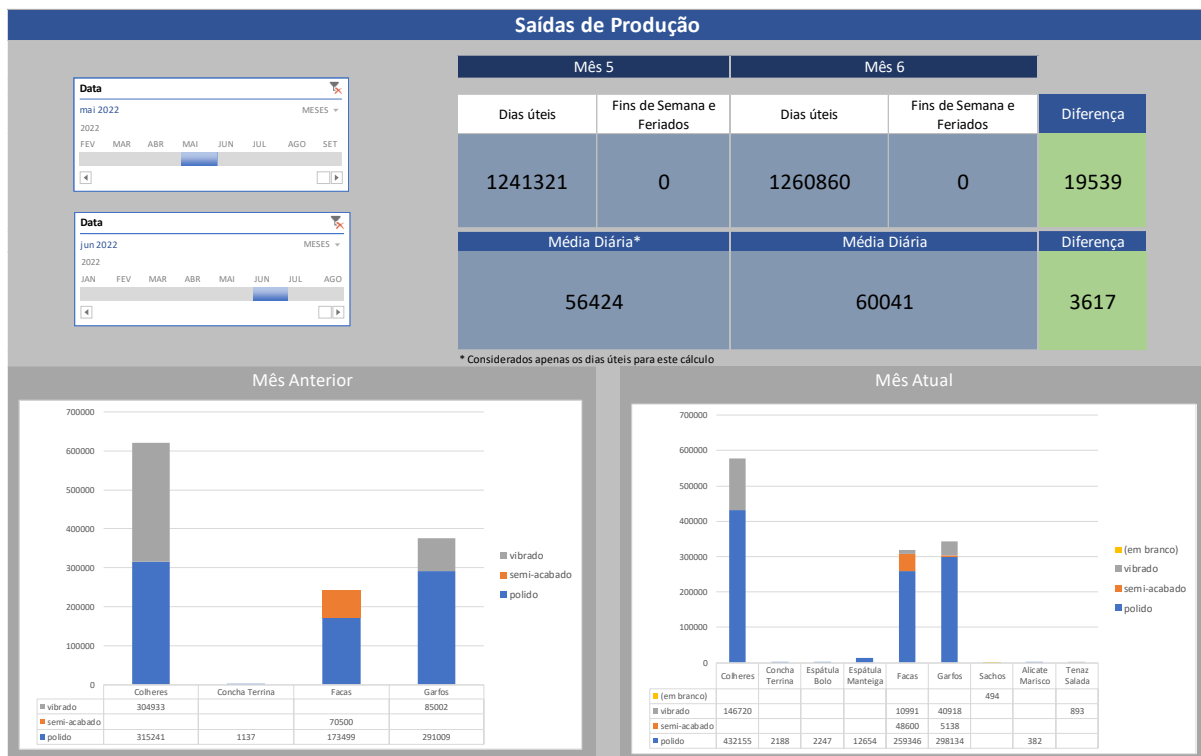 Saídas de Produção
Data
mai 2022 MESES
2022
FEV MAR ABR MAI JUN JUL AGO SET
Data
jun 2022 MESES
2022
JAN FEV MAR ABR MAI JUN JUL AGO
Mês 5 Mês 6
Dias úteis Fins de Semana e Feriados Dias úteis Fins de Semana e Feriados Diferença
1241321 0 1260860 0 19539
Média Diária* Média Diária Diferença
56424 60041 3617
* Considerados apenas os dias úteis para este cálculo
Mês Anterior
700000
600000
500000
400000
300000
200000
100000
0
vibrado
semi-acabado
polido
Colheres Concha Terrina Facas Garfos
vibrado 304933 85002
semi-acabado 70500
polido 315241 1137 173499 291009
Mês Atual
700000
600000
500000
400000
300000
200000
100000
0
(em branco)
vibrado
semi-acabado
polido
Colheres Concha Terrina Espátula Bolo Espátula Manteiga Facas Garfos Sachos Alicate Marisco Tenaz Salada
(em branco) 494
vibrado 146720 10991 40918 893
semi-acabado 48600 5138
polido 432155 2188 2247 12654 259346 298134 382